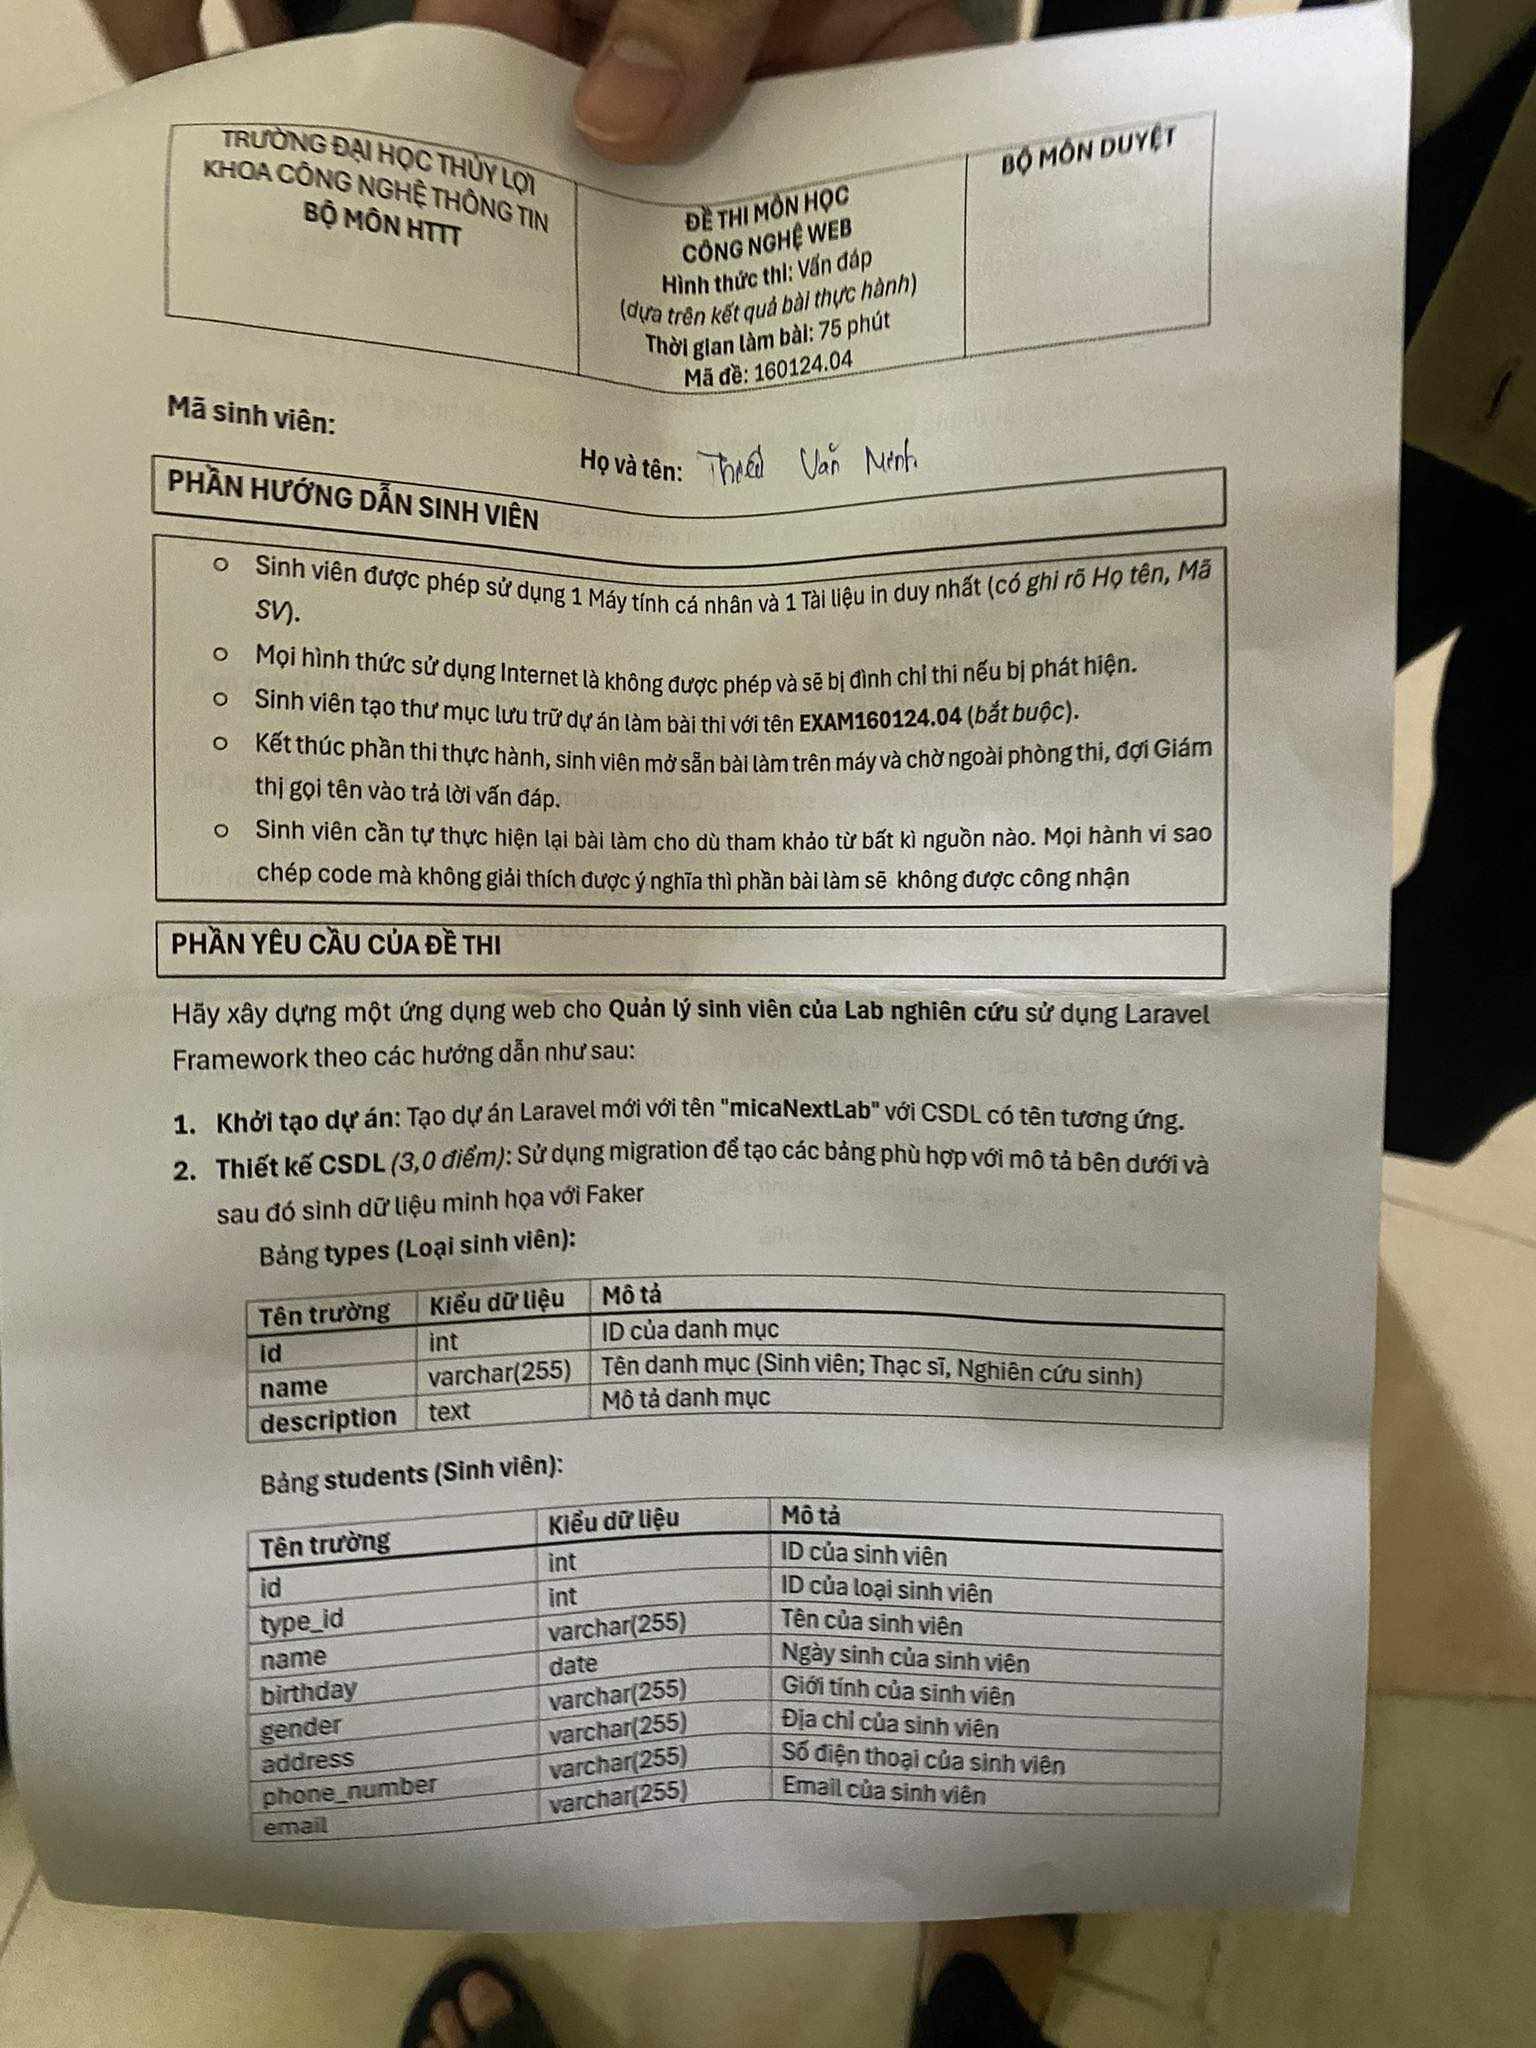 TRƯỜNG ĐẠI HỌC THỦY LỢI
KHOA CÔNG NGHỆ THÔNG TIN
BỘ MÔN HTTT
ĐỀ THI MÔN HỌC
CÔNG NGHỆ WEB
Hình thức thi: Vấn đáp
(dựa trên kết quả bài thực hành)
Thời gian làm bài: 75 phút
Mã đề: 160124.04
BỘ MÔN DUYỆT
Mã sinh viên:
Họ và tên: Văn Minh
PHẦN HƯỚNG DẪN SINH VIÊN
o Sinh viên được phép sử dụng 1 Máy tính cá nhân và 1 Tài liệu in duy nhất (có ghi rõ Họ tên, Mã
SV).
o Mọi hình thức sử dụng Internet là không được phép và sẽ bị đình chỉ thi nếu bị phát hiện.
o Sinh viên tạo thư mục lưu trữ dự án làm bài thi với tên EXAM160124.04 (bắt buộc).
o Kết thúc phần thi thực hành, sinh viên mở sẵn bài làm trên máy và chờ ngoài phòng thi, đợi Giám
thị gọi tên vào trả lời vấn đáp.
o Sinh viên cần tự thực hiện lại bài làm cho dù tham khảo từ bất kì nguồn nào. Mọi hành vi sao
chép code mà không giải thích được ý nghĩa thì phần bài làm sẽ không được công nhận
PHẦN YÊU CẦU CỦA ĐỀ THI
Hãy xây dựng một ứng dụng web cho Quản lý sinh viên của Lab nghiên cứu sử dụng Laravel
Framework theo các hướng dẫn như sau:
1. Khởi tạo dự án: Tạo dự án Laravel mới với tên "micaNextLab" với CSDL có tên tương ứng.
2. Thiết kế CSDL (3,0 điểm): Sử dụng migration để tạo các bảng phù hợp với mô tả bên dưới và
sau đó sinh dữ liệu minh họa với Faker
Bảng types (Loại sinh viên):
Tên trường Kiểu dữ liệu Mô tả
id int ID của danh mục
name varchar(255) Tên danh mục (Sinh viên; Thạc sĩ, Nghiên cứu sinh)
description text Mô tả danh mục
Bảng students (Sinh viên):
Tên trường Kiểu dữ liệu Mô tả
id int ID của sinh viên
type_id int ID của loại sinh viên
name varchar(255) Tên của sinh viên
birthday date Ngày sinh của sinh viên
gender varchar(255) Giới tính của sinh viên
address varchar(255) Địa chỉ của sinh viên
phone_number varchar(255) Số điện thoại của sinh viên
email varchar(255) Email của sinh viên